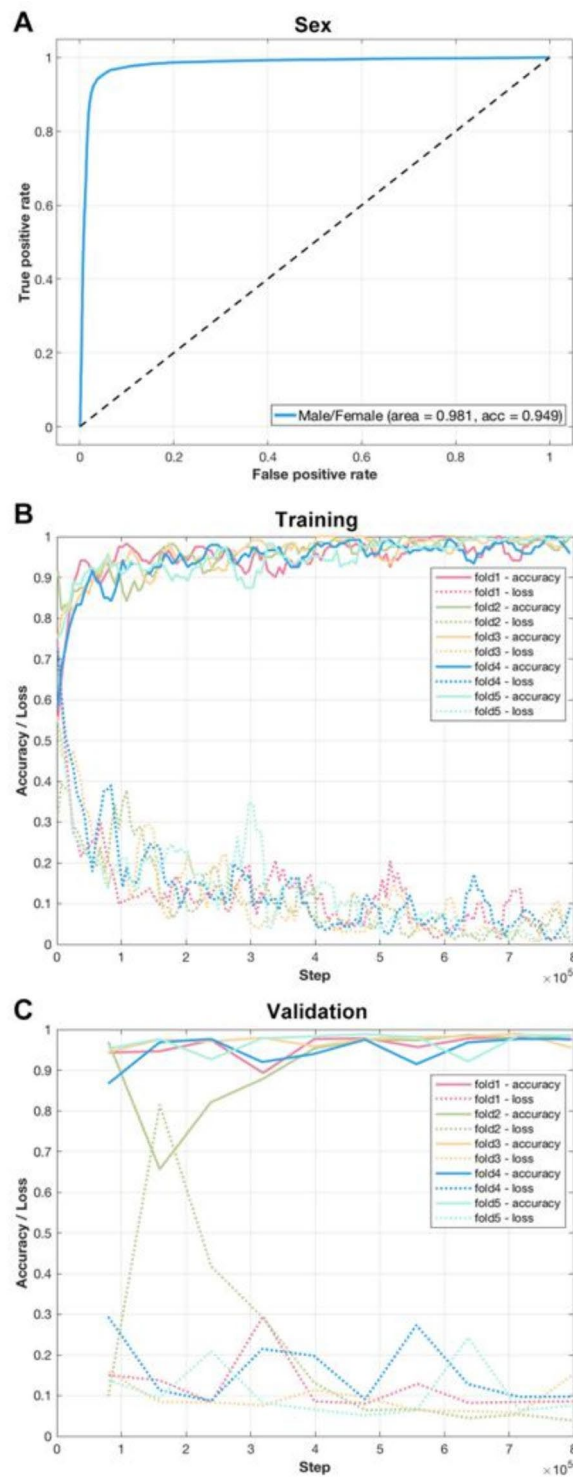 A
Sex
1
0.8
0.6
0.4
0.2
0
True positive rate
Male/Female (area = 0.981, acc = 0.949)
0 0.2 0.4 0.6 0.8 1
False positive rate
B
Training
1
0.9
0.8
0.7
0.6
0.5
0.4
0.3
0.2
0.1
0
Accuracy / Loss
fold1 - accuracy
fold1 - loss
fold2 - accuracy
fold2 - loss
fold3 - accuracy
fold3 - loss
fold4 - accuracy
fold4 - loss
fold5 - accuracy
fold5 - loss
0 1 2 3 4 5 6 7 8
Step
×10⁵
C
Validation
1
0.9
0.8
0.7
0.6
0.5
0.4
0.3
0.2
0.1
0
Accuracy / Loss
fold1 - accuracy
fold1 - loss
fold2 - accuracy
fold2 - loss
fold3 - accuracy
fold3 - loss
fold4 - accuracy
fold4 - loss
fold5 - accuracy
fold5 - loss
0 1 2 3 4 5 6 7 8
Step
×10⁵